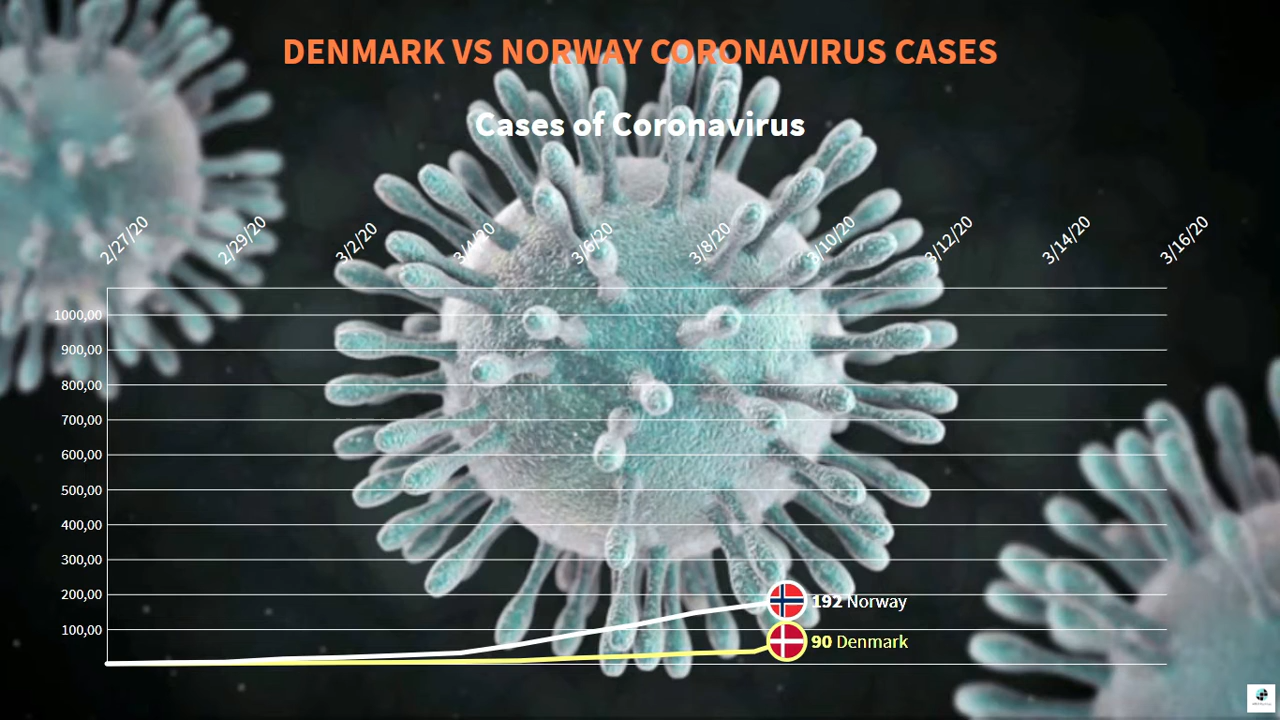 DENMARK VS NORWAY CORONAVIRUS CASES
Cases of Coronavirus
2/27/20 2/29/20 3/2/20 3/4/20 3/6/20 3/8/20 3/10/20 3/12/20 3/14/20 3/16/20
1000,00
900,00
800,00
700,00
600,00
500,00
400,00
300,00
200,00
192 Norway
100,00
90 Denmark